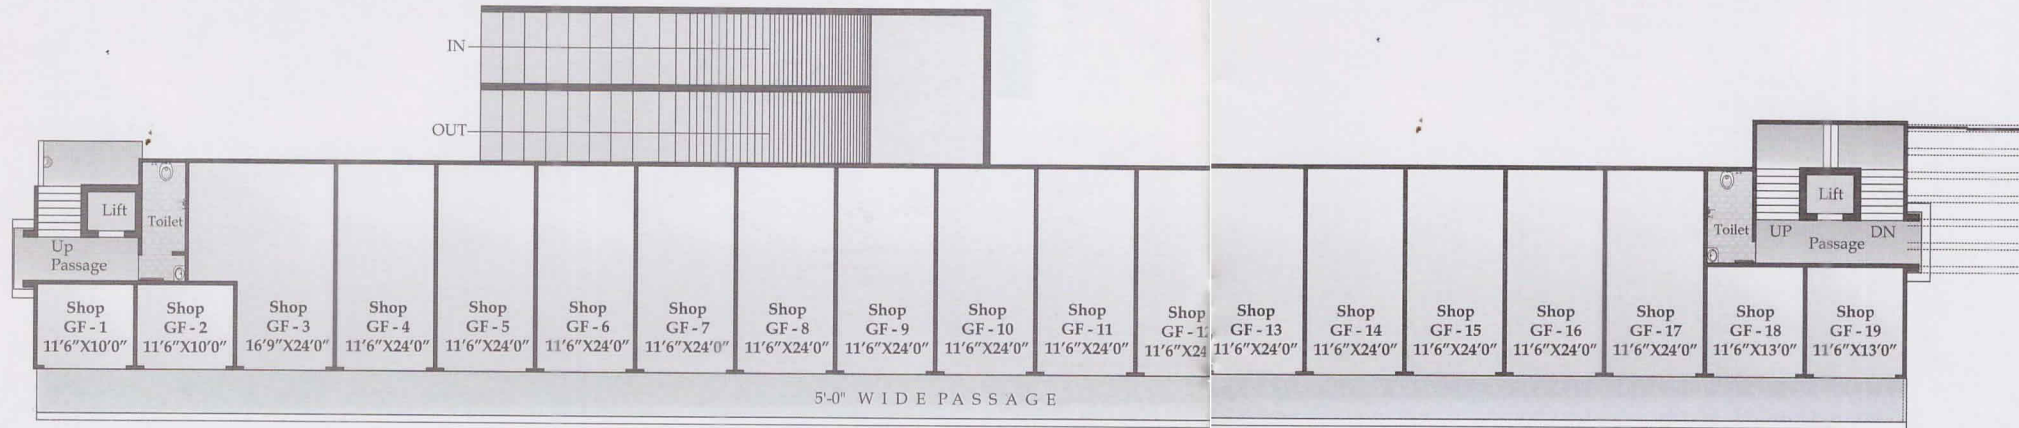 IN
OUT
Lift
Toilet
Up
Passage
Lift
Toilet
UP
DN
Passage
Shop
GF - 1
11'6"X10'0"
Shop
GF - 2
11'6"X10'0"
Shop
GF - 3
16'9"X24'0"
Shop
GF - 4
11'6"X24'0"
Shop
GF - 5
11'6"X24'0"
Shop
GF - 6
11'6"X24'0"
Shop
GF - 7
11'6"X24'0"
Shop
GF - 8
11'6"X24'0"
Shop
GF - 9
11'6"X24'0"
Shop
GF - 10
11'6"X24'0"
Shop
GF - 11
11'6"X24'0"
Shop
GF - 12
11'6"X24
Shop
GF - 13
11'6"X24'0"
Shop
GF - 14
11'6"X24'0"
Shop
GF - 15
11'6"X24'0"
Shop
GF - 16
11'6"X24'0"
Shop
GF - 17
11'6"X24'0"
Shop
GF - 18
11'6"X13'0"
Shop
GF - 19
11'6"X13'0"
5'-0" WIDE PASSAGE